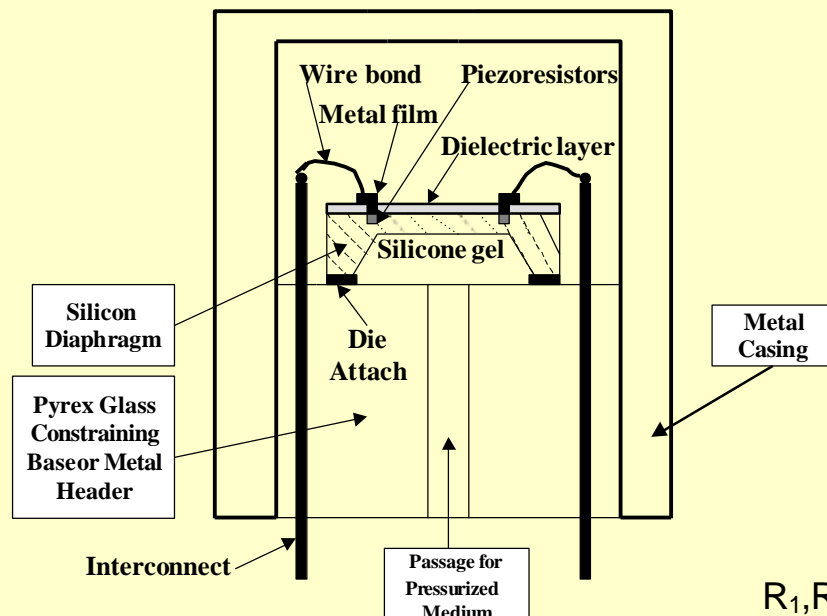 Wire bond
Piezoresistors
Metal film
Dielectric layer
Silicone gel
Silicon
Diaphragm
Die
Attach
Metal
Casing
Pyrex Glass
Constraining
Baseor Metal
Header
Interconnect
Passage for
Pressurized
Medium
R₁,R